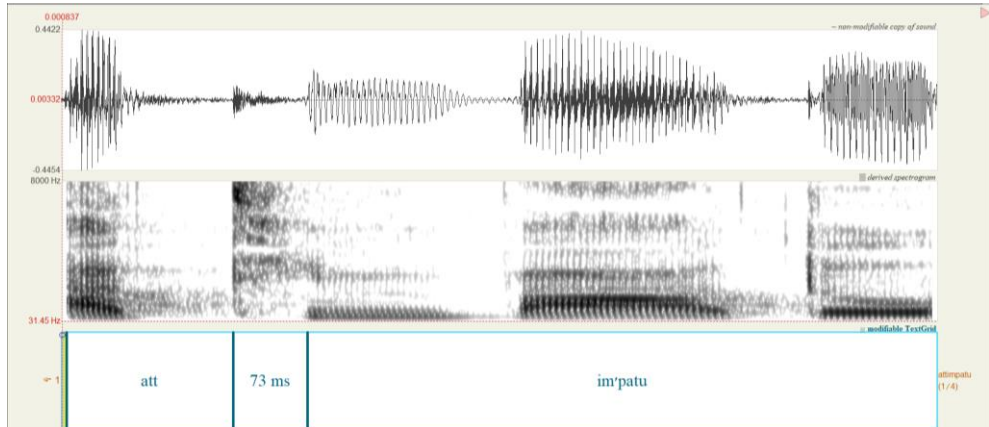 0.000837
0.4422
-- non-modifiable copy of sound
0.00332
-0.4454
8000 Hz
derived spectrogram
31.45 Hz
modifiable TextGrid
1
att
73 ms
im'patu
attimpatu
(1/4)